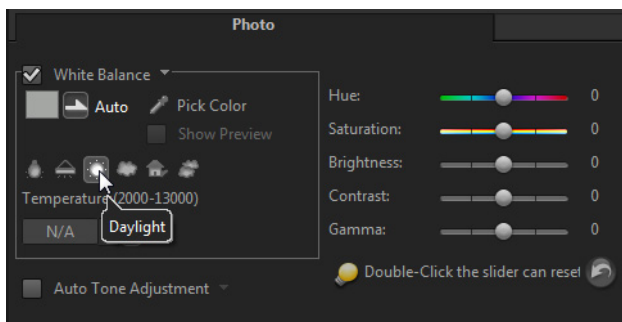 Photo
White Balance
Auto
Pick Color
Show Preview
Temperature (2000-13000)
N/A
Daylight
Auto Tone Adjustment
Hue: 0
Saturation: 0
Brightness: 0
Contrast: 0
Gamma: 0
Double-Click the slider can reset